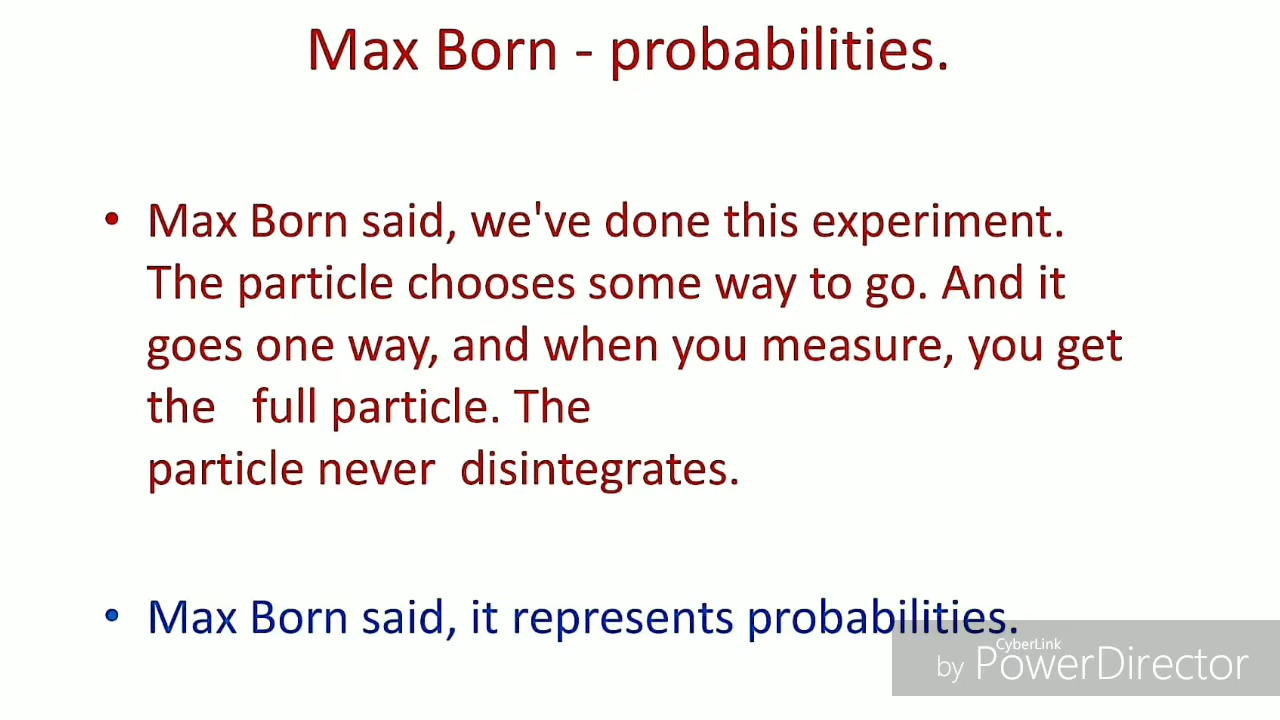 Max Born - probabilities.
• Max Born said, we've done this experiment.
The particle chooses some way to go. And it
goes one way, and when you measure, you get
the full particle. The
particle never disintegrates.
• Max Born said, it represents probabilities.
CyberLink
by PowerDirector